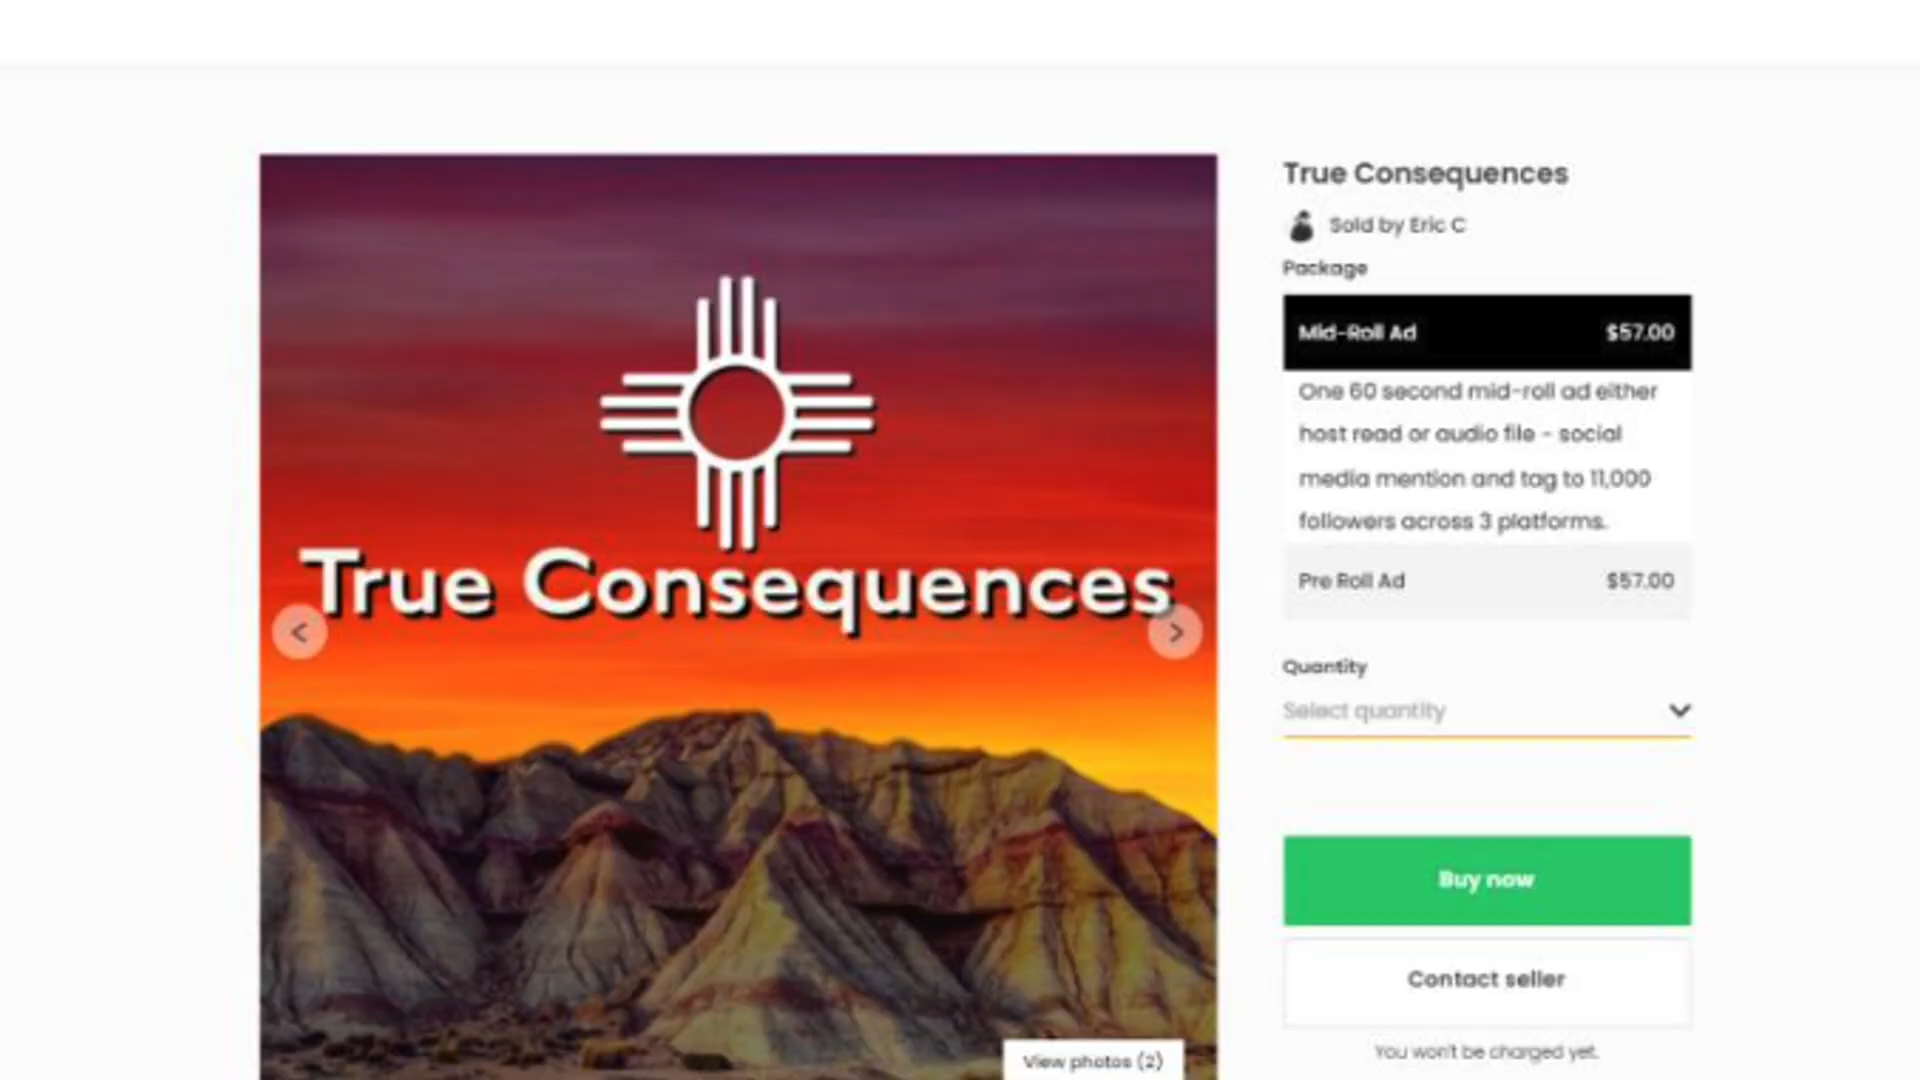 True Consequences
True Consequences
Sold by Eric C
Package
Mid-Roll Ad $57.00
One 60 second mid-roll ad either
host read or audio file - social
media mention and tag to 11,000
followers across 3 platforms.
Pre Roll Ad $57.00
Quantity
Select quantity
Buy now
Contact seller
You won't be charged yet.
View photos (2)